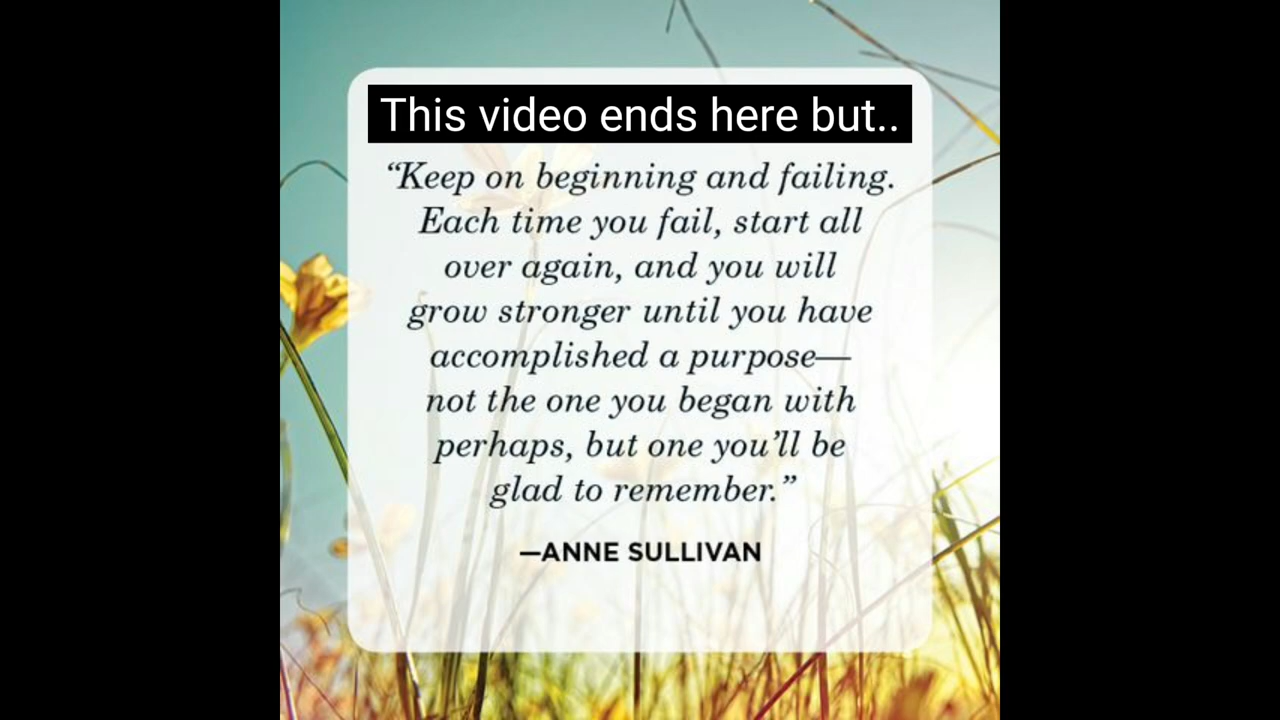 This video ends here but..
“Keep on beginning and failing.
Each time you fail, start all
over again, and you will
grow stronger until you have
accomplished a purpose—
not the one you began with
perhaps, but one you’ll be
glad to remember.”
—ANNE SULLIVAN